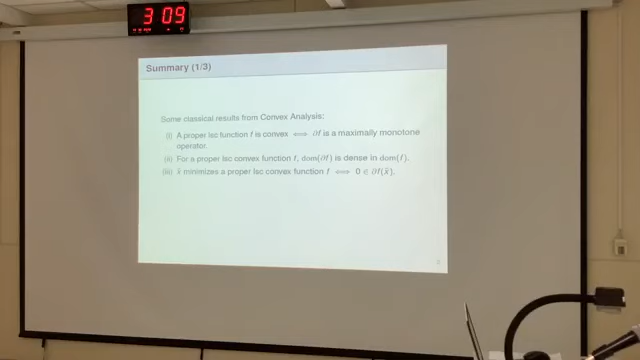 3 09
Summary (1/3)
Some classical results from Convex Analysis:
(i) A proper lsc function f is convex ⟺ ∂f is a maximally monotone
operator.
(ii) For a proper lsc convex function f, dom(∂f) is dense in dom(f).
(iii) x̄ minimizes a proper lsc convex function f ⟺ 0 ∈ ∂f(x̄).